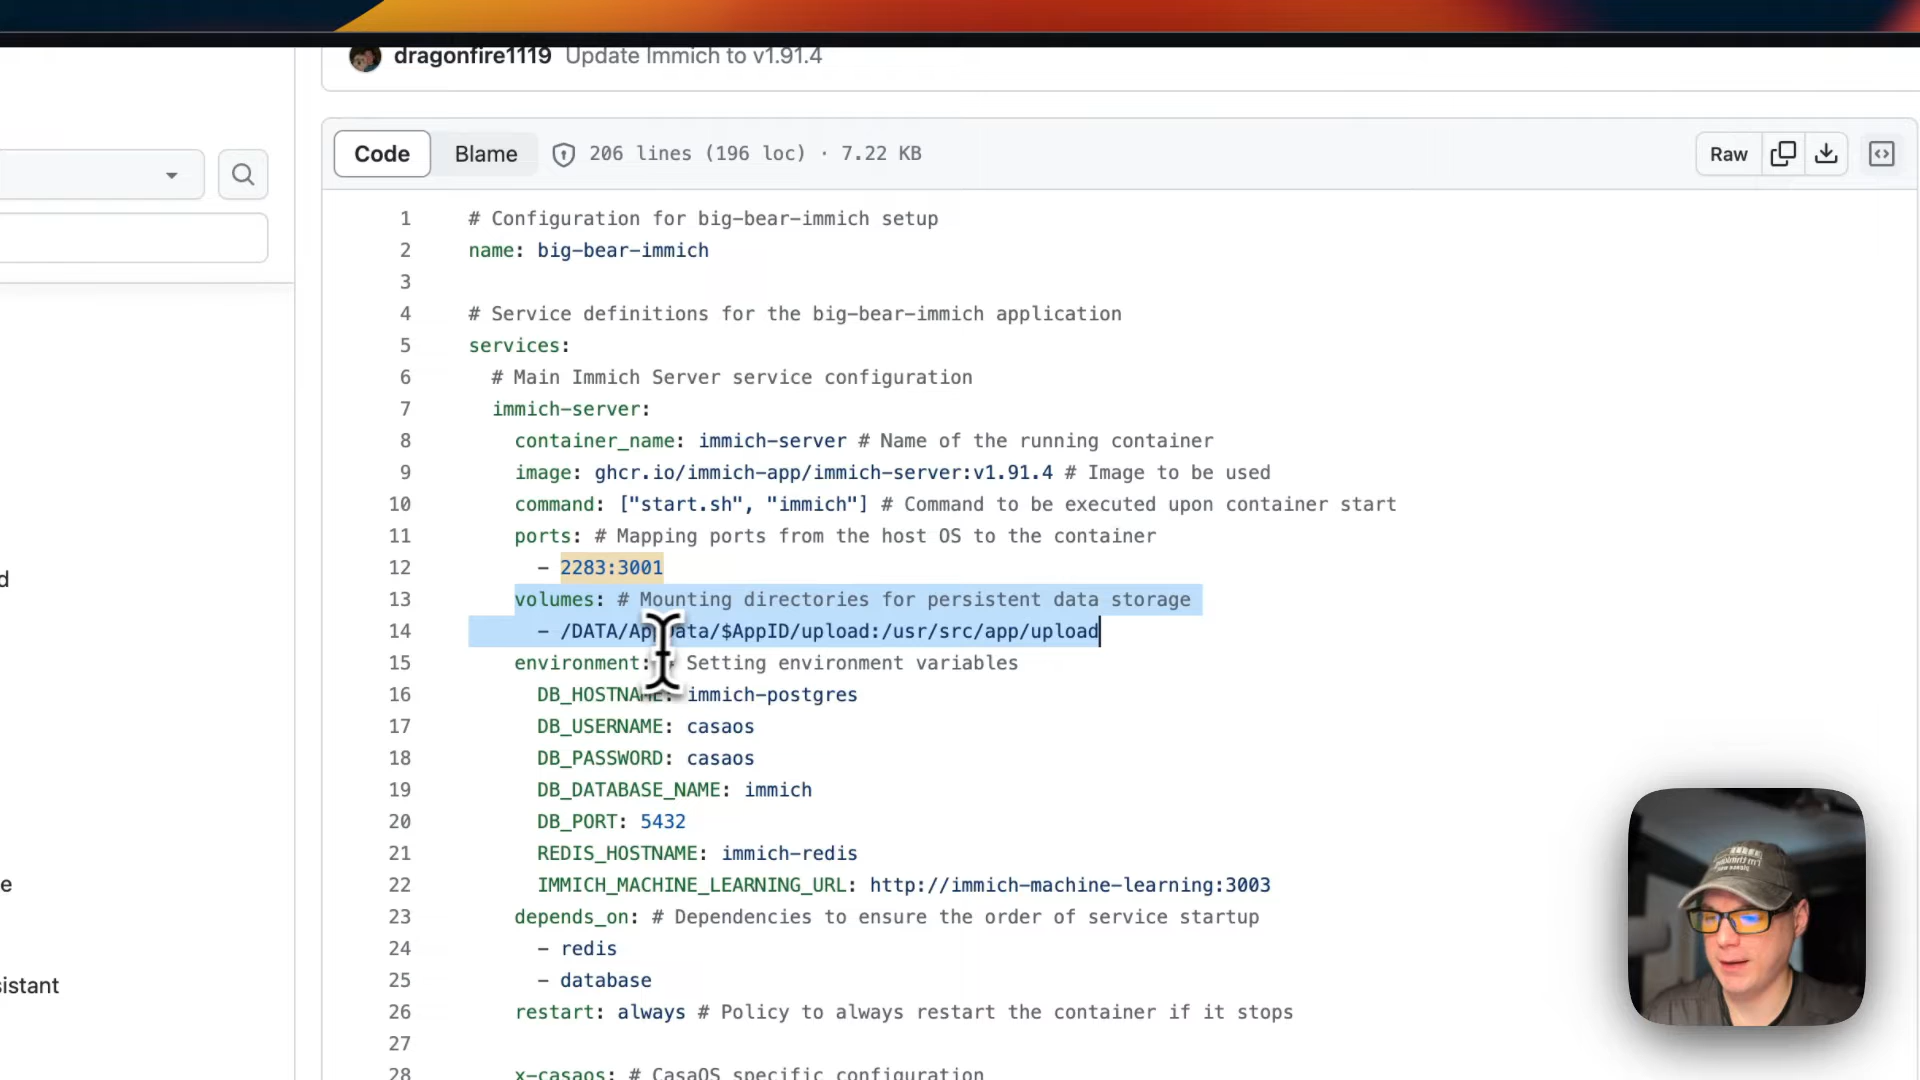 dragonfire1119 Update Immich to v1.91.4
Code Blame 206 lines (196 loc) · 7.22 KB Raw
1 # Configuration for big-bear-immich setup
2 name: big-bear-immich
3
4 # Service definitions for the big-bear-immich application
5 services:
6 # Main Immich Server service configuration
7 immich-server:
8 container_name: immich-server # Name of the running container
9 image: ghcr.io/immich-app/immich-server:v1.91.4 # Image to be used
10 command: ["start.sh", "immich"] # Command to be executed upon container start
11 ports: # Mapping ports from the host OS to the container
12 - 2283:3001
13 volumes: # Mounting directories for persistent data storage
14 - /DATA/AppData/$AppID/upload:/usr/src/app/upload
15 environment: # Setting environment variables
16 DB_HOSTNAME: immich-postgres
17 DB_USERNAME: casaos
18 DB_PASSWORD: casaos
19 DB_DATABASE_NAME: immich
20 DB_PORT: 5432
21 REDIS_HOSTNAME: immich-redis
22 IMMICH_MACHINE_LEARNING_URL: http://immich-machine-learning:3003
23 depends_on: # Dependencies to ensure the order of service startup
24 - redis
25 - database
26 restart: always # Policy to always restart the container if it stops
27
28 x-casaos: # CasaOS specific configuration
d
e
sistant